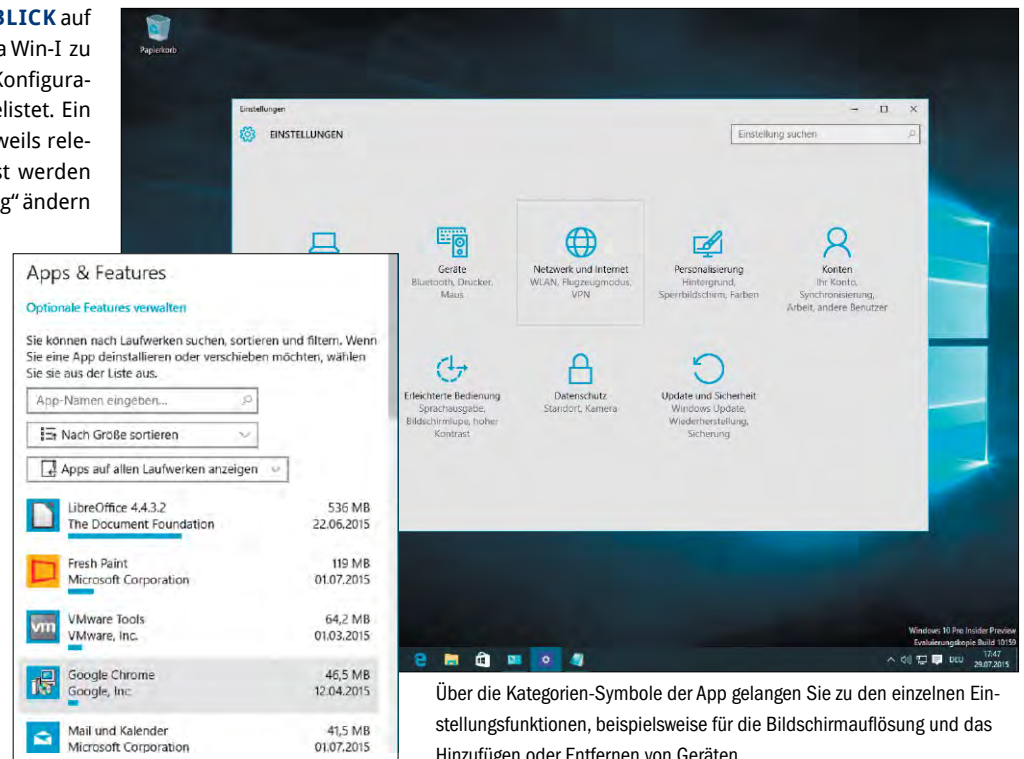 BLICK auf
a Win-I zu
Konfigura-
elistet. Ein
weils rele-
st werden
g" ändern
Papierkorb
Einstellungen
EINSTELLUNGEN
Einstellung suchen
Geräte
Bluetooth, Drucker,
Maus
Netzwerk und Internet
WLAN, Flugzeugmodus,
VPN
Personalisierung
Hintergrund,
Sperrbildschirm, Farben
Konten
Ihr Konto,
Synchronisierung,
Arbeit, andere Benutzer
Erleichterte Bedienung
Sprachausgabe,
Bildschirmlupe, hoher
Kontrast
Datenschutz
Standort, Kamera
Update und Sicherheit
Windows Update,
Wiederherstellung,
Sicherung
Windows 10 Pro Insider Preview
Evaluierungskopie Build 10159
DEU
17:47
29.07.2015
Apps & Features
Optionale Features verwalten
Sie können nach Laufwerken suchen, sortieren und filtern. Wenn
Sie eine App deinstallieren oder verschieben möchten, wählen
Sie sie aus der Liste aus.
App-Namen eingeben...
Nach Größe sortieren
Apps auf allen Laufwerken anzeigen
LibreOffice 4.4.3.2 536 MB
The Document Foundation 22.06.2015
Fresh Paint 119 MB
Microsoft Corporation 01.07.2015
vm
VMware Tools 64,2 MB
VMware, Inc. 01.03.2015
Google Chrome 46,5 MB
Google, Inc 12.04.2015
Mail und Kalender 41,5 MB
Microsoft Corporation 01.07.2015
Über die Kategorien-Symbole der App gelangen Sie zu den einzelnen Ein-
stellungsfunktionen, beispielsweise für die Bildschirmauflösung und das
Hinzufügen oder Entfernen von Geräten